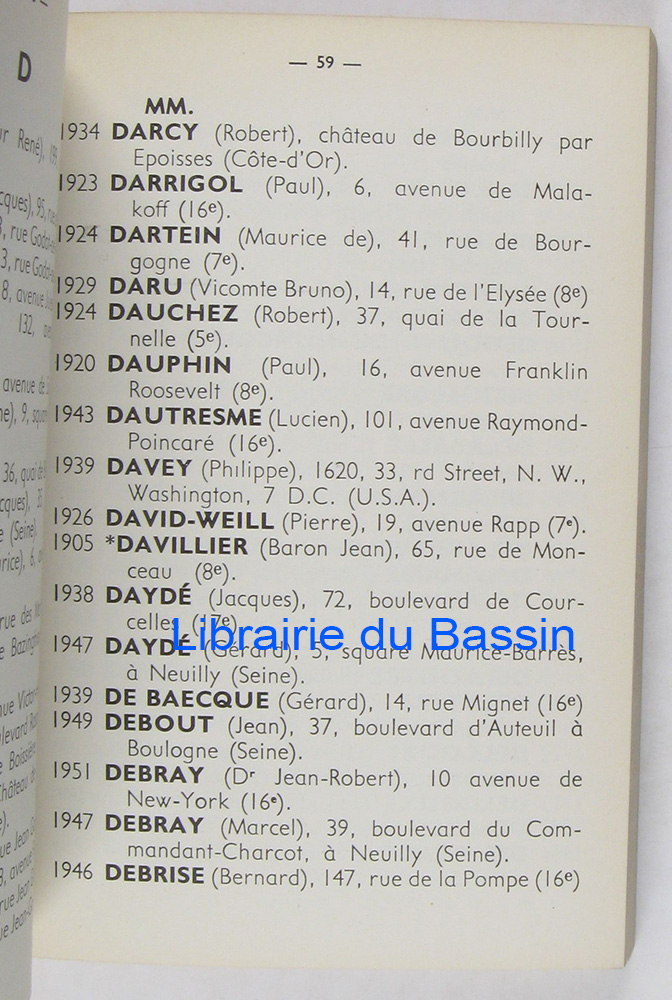 D
— 59 —
MM.
1934 DARCY (Robert), château de Bourbilly par
Epoisses (Côte-d'Or).
1923 DARRIGOL (Paul), 6, avenue de Mala-
koff (16e).
1924 DARTEIN (Maurice de), 41, rue de Bour-
gogne (7e).
1929 DARU (Vicomte Bruno), 14, rue de l'Elysée (8e)
1924 DAUCHEZ (Robert), 37, quai de la Tour-
nelle (5e).
1920 DAUPHIN (Paul), 16, avenue Franklin
Roosevelt (8e).
1943 DAUTRESME (Lucien), 101, avenue Raymond-
Poincaré (16e).
1939 DAVEY (Philippe), 1620, 33, rd Street, N. W.,
Washington, 7 D.C. (U.S.A.).
1926 DAVID-WEILL (Pierre), 19, avenue Rapp (7e).
1905 *DAVILLIER (Baron Jean), 65, rue de Mon-
ceau (8e).
1938 DAYDÉ (Jacques), 72, boulevard de Cour-
celles (17e).
Librairie du Bassin
1947 DAYDÉ (Gérard), 5, square Maurice-Barrès,
à Neuilly (Seine).
1939 DE BAECQUE (Gérard), 14, rue Mignet (16e)
1949 DEBOUT (Jean), 37, boulevard d'Auteuil à
Boulogne (Seine).
1951 DEBRAY (Dr Jean-Robert), 10 avenue de
New-York (16e).
1947 DEBRAY (Marcel), 39, boulevard du Com-
mandant-Charcot, à Neuilly (Seine).
1946 DEBRISE (Bernard), 147, rue de la Pompe (16e)